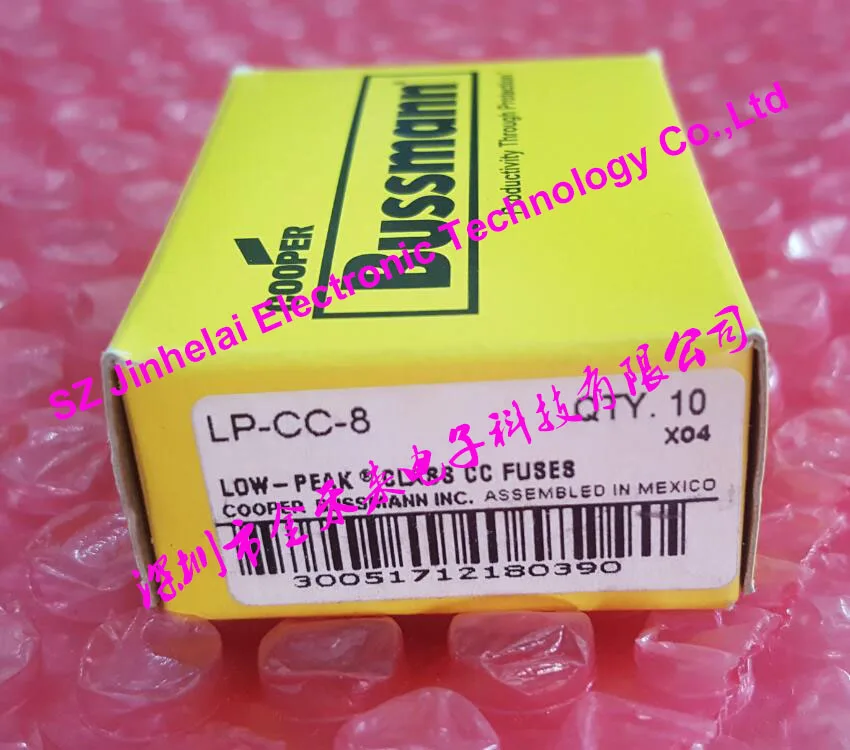 COOPER
Bussmann
Productivity Through Protection
SZ Jinhelai Electronic Technology Co.,Ltd
LP-CC-8
QTY. 10
X04
LOW-PEAK® CLASS CC FUSES
COOPER BUSSMANN INC. ASSEMBLED IN MEXICO
30051712180390
深圳市金禾来电子科技有限公司